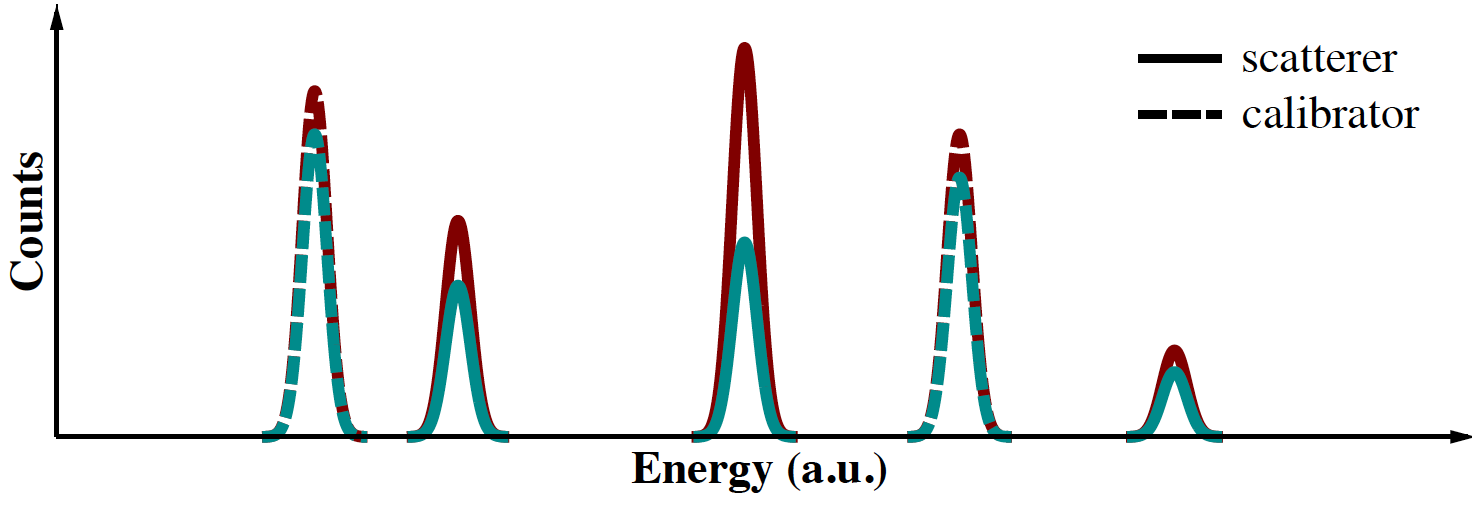 scatterer
calibrator
Counts
Energy (a.u.)